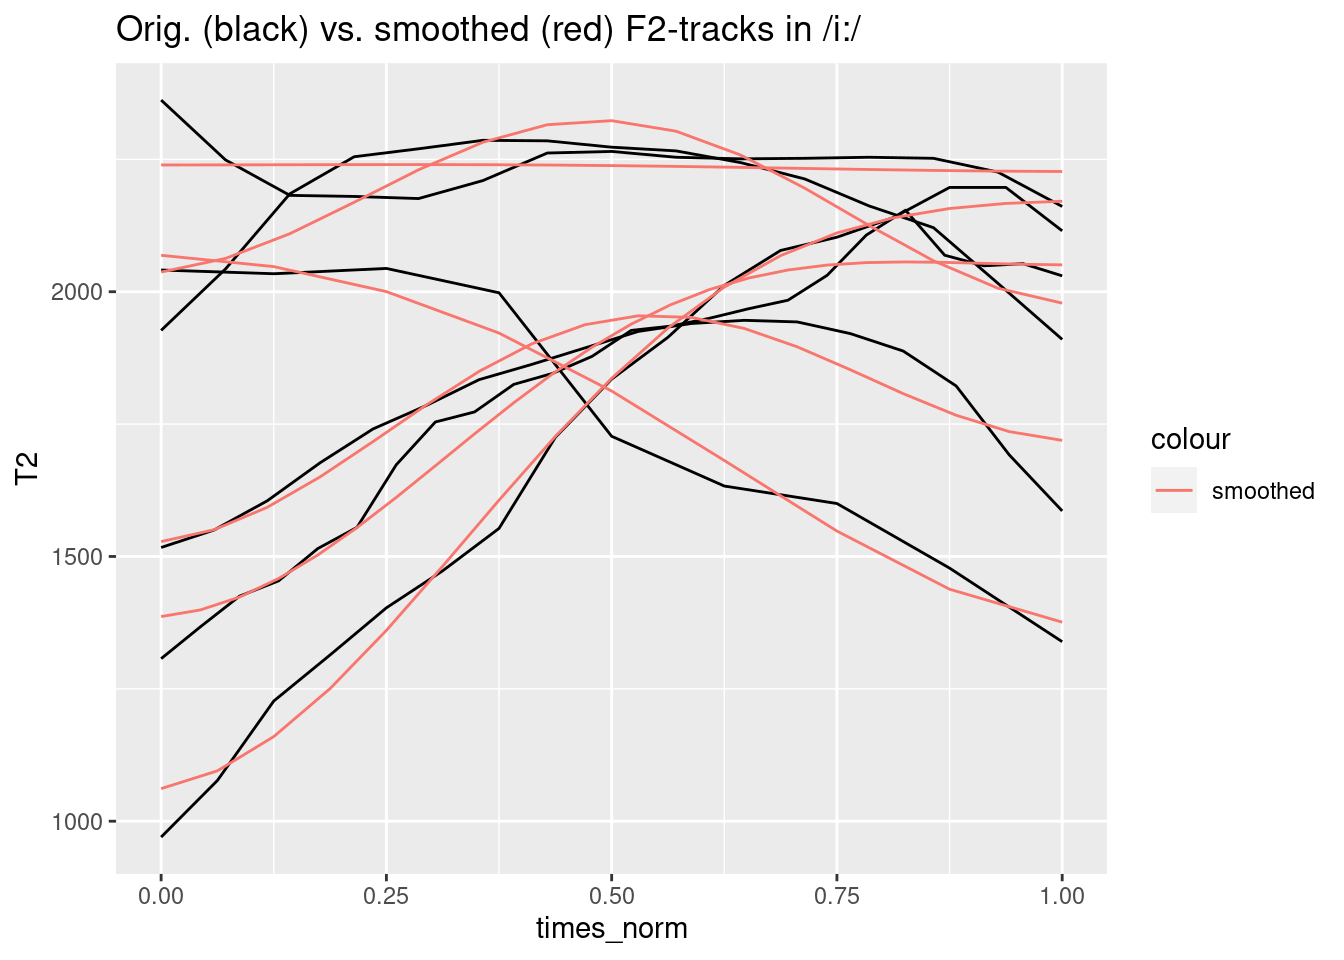 Orig. (black) vs. smoothed (red) F2-tracks in /i:/
T2
2000
1500
1000
0.00 0.25 0.50 0.75 1.00
times_norm
colour
smoothed